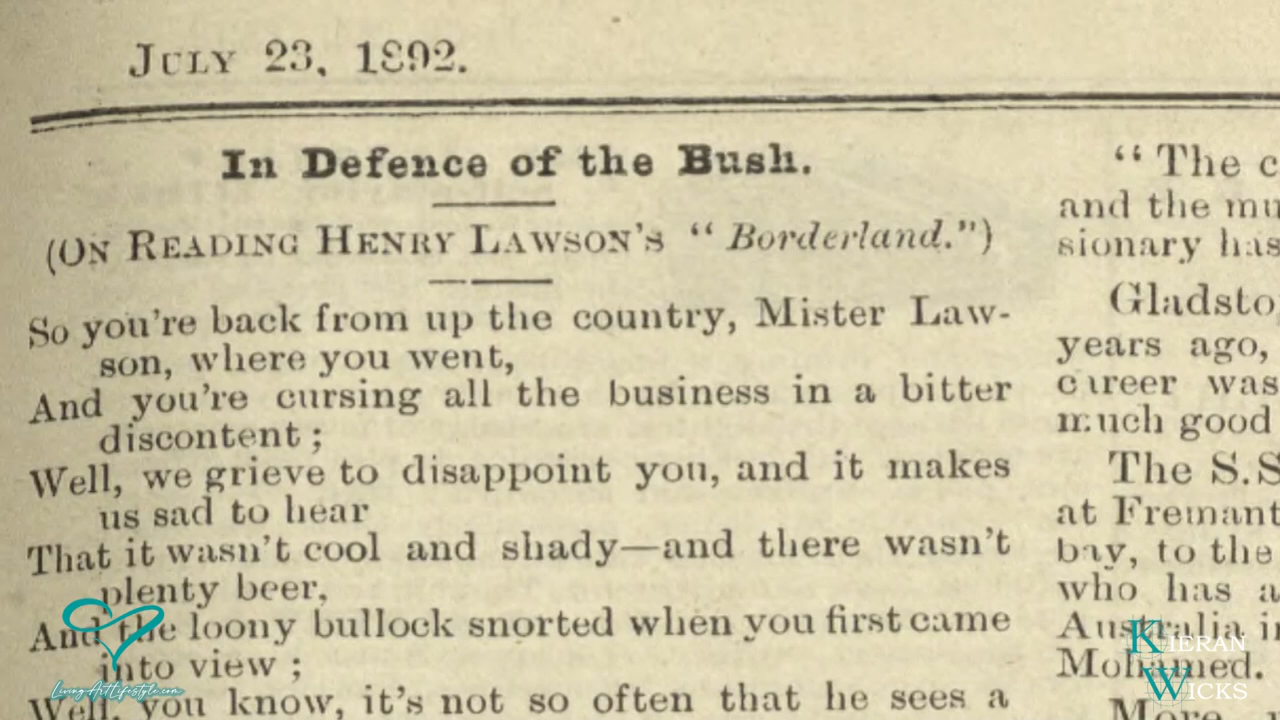 JULY 23, 1892.
In Defence of the Bush.
(ON READING HENRY LAWSON'S “ Borderland.”)
So you're back from up the country, Mister Law-
son, where you went,
And you're cursing all the business in a bitter
discontent ;
Well, we grieve to disappoint you, and it makes
us sad to hear
That it wasn't cool and shady—and there wasn't
plenty beer,
And the loony bullock snorted when you first came
into view ;
Well, you know, it's not so often that he sees a
“ The c
and the mu
sionary has
Gladsto
years ago,
career was
much good
The S.S
at Fremant
bay, to the
who has a
Australia in
Mohamed.
More
LivingArtLifestyle.com
KIERAN
WICKS